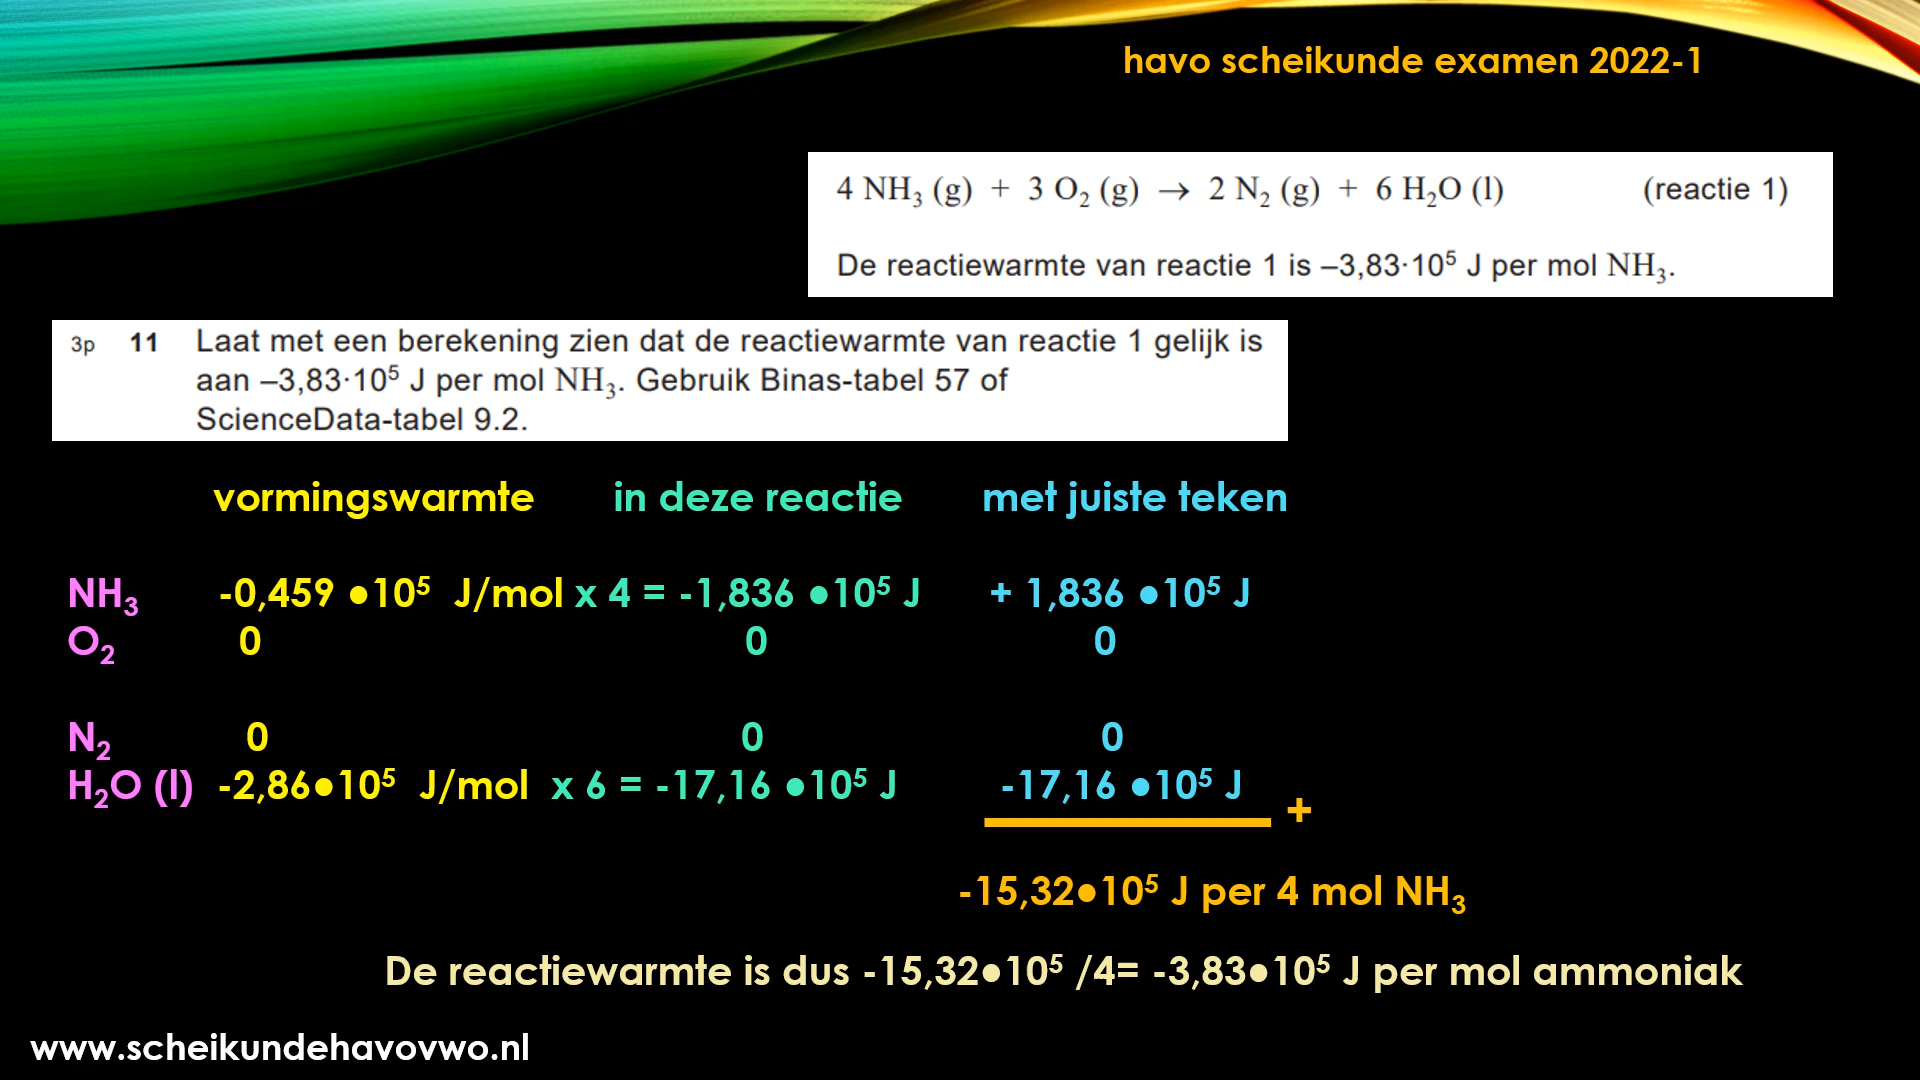 havo scheikunde examen 2022-1
4 NH₃ (g) + 3 O₂ (g) → 2 N₂ (g) + 6 H₂O (l) (reactie 1)
De reactiewarmte van reactie 1 is –3,83·10⁵ J per mol NH₃.
3p 11 Laat met een berekening zien dat de reactiewarmte van reactie 1 gelijk is
aan –3,83·10⁵ J per mol NH₃. Gebruik Binas-tabel 57 of
ScienceData-tabel 9.2.
vormingswarmte in deze reactie met juiste teken
NH₃ -0,459 ●10⁵ J/mol x 4 = -1,836 ●10⁵ J + 1,836 ●10⁵ J
O₂ 0 0 0
N₂ 0 0 0
H₂O (l) -2,86●10⁵ J/mol x 6 = -17,16 ●10⁵ J -17,16 ●10⁵ J
+
-15,32●10⁵ J per 4 mol NH₃
De reactiewarmte is dus -15,32●10⁵ /4= -3,83●10⁵ J per mol ammoniak
www.scheikundehavovwo.nl